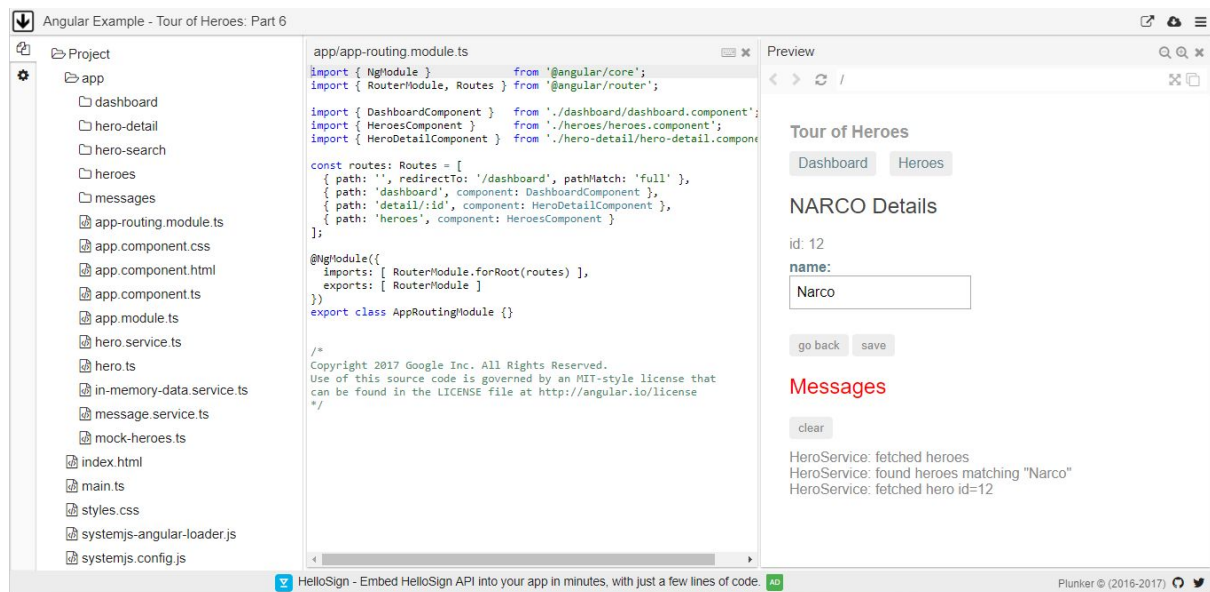 Angular Example - Tour of Heroes: Part 6
Project
app
dashboard
hero-detail
hero-search
heroes
messages
app-routing.module.ts
app.component.css
app.component.html
app.component.ts
app.module.ts
hero.service.ts
hero.ts
in-memory-data.service.ts
message.service.ts
mock-heroes.ts
index.html
main.ts
styles.css
systemjs-angular-loader.js
systemjs.config.js
app/app-routing.module.ts
import { NgModule }             from '@angular/core';
import { RouterModule, Routes } from '@angular/router';
import { DashboardComponent }   from './dashboard/dashboard.component';
import { HeroesComponent }      from './heroes/heroes.component';
import { HeroDetailComponent }  from './hero-detail/hero-detail.compone
const routes: Routes = [
  { path: '', redirectTo: '/dashboard', pathMatch: 'full' },
  { path: 'dashboard', component: DashboardComponent },
  { path: 'detail/:id', component: HeroDetailComponent },
  { path: 'heroes', component: HeroesComponent }
];
@NgModule({
  imports: [ RouterModule.forRoot(routes) ],
  exports: [ RouterModule ]
})
export class AppRoutingModule {}
/*
Copyright 2017 Google Inc. All Rights Reserved.
Use of this source code is governed by an MIT-style license that
can be found in the LICENSE file at http://angular.io/license
*/
Preview
/
Tour of Heroes
Dashboard Heroes
NARCO Details
id: 12
name:
Narco
go back save
Messages
clear
HeroService: fetched heroes
HeroService: found heroes matching "Narco"
HeroService: fetched hero id=12
HelloSign - Embed HelloSign API into your app in minutes, with just a few lines of code. AD
Plunker © (2016-2017)